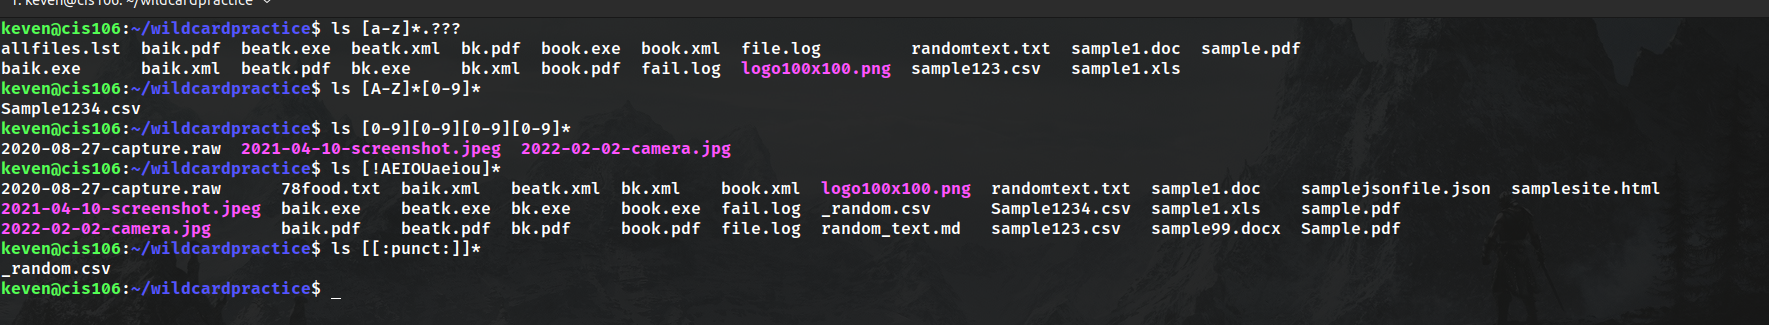 1: keven@cis106: ~/wildcardpractice
keven@cis106:~/wildcardpractice$ ls [a-z]*.???
allfiles.lst baik.pdf beatk.exe beatk.xml bk.pdf book.exe book.xml file.log randomtext.txt sample1.doc sample.pdf
baik.exe baik.xml beatk.pdf bk.exe bk.xml book.pdf fail.log logo100x100.png sample123.csv sample1.xls
keven@cis106:~/wildcardpractice$ ls [A-Z]*[0-9]*
Sample1234.csv
keven@cis106:~/wildcardpractice$ ls [0-9][0-9][0-9][0-9]*
2020-08-27-capture.raw 2021-04-10-screenshot.jpeg 2022-02-02-camera.jpg
keven@cis106:~/wildcardpractice$ ls [!AEIOUaeiou]*
2020-08-27-capture.raw 78food.txt baik.xml beatk.xml bk.xml book.xml logo100x100.png randomtext.txt sample1.doc samplejsonfile.json samplesite.html
2021-04-10-screenshot.jpeg baik.exe beatk.exe bk.exe book.exe fail.log _random.csv Sample1234.csv sample1.xls sample.pdf
2022-02-02-camera.jpg baik.pdf beatk.pdf bk.pdf book.pdf file.log random_text.md sample123.csv sample99.docx Sample.pdf
keven@cis106:~/wildcardpractice$ ls [[:punct:]]*
_random.csv
keven@cis106:~/wildcardpractice$ _